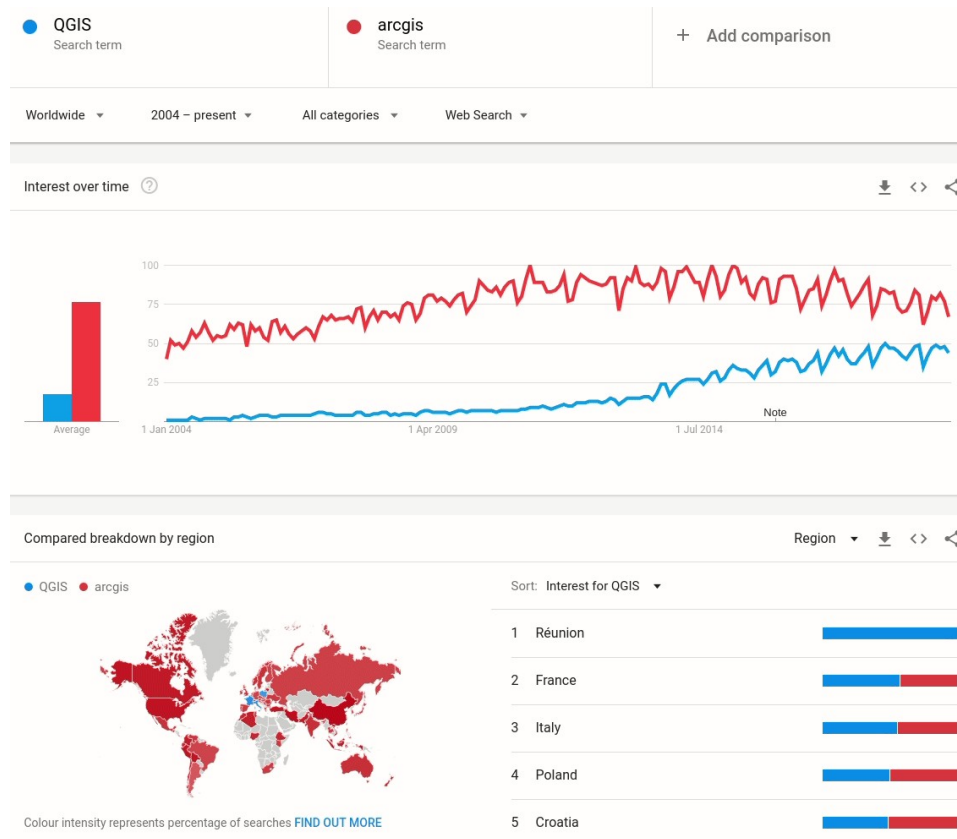 QGIS
Search term
arcgis
Search term
+ Add comparison
Worldwide
2004 – present
All categories
Web Search
Interest over time ?
100
75
50
25
Note
Average
1 Jan 2004
1 Apr 2009
1 Jul 2014
Compared breakdown by region
Region
QGIS arcgis
Sort: Interest for QGIS
1 Réunion
2 France
3 Italy
4 Poland
5 Croatia
Colour intensity represents percentage of searches FIND OUT MORE